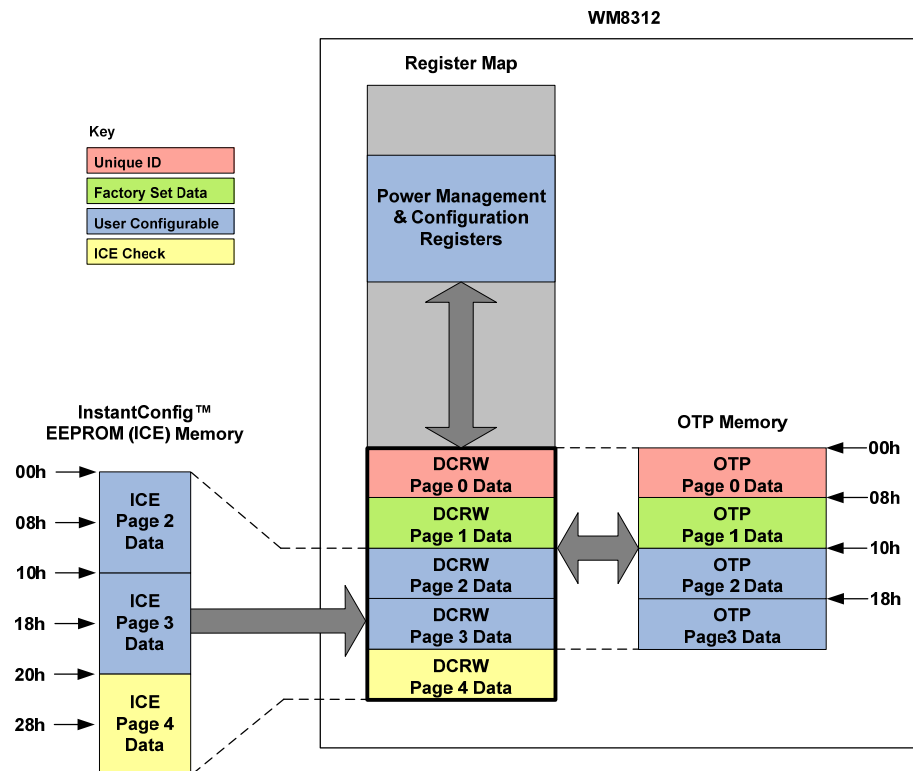 WM8312
Register Map
Key
Unique ID
Factory Set Data
User Configurable
ICE Check
Power Management
& Configuration
Registers
InstantConfig™
EEPROM (ICE) Memory
00h
08h
10h
18h
20h
28h
ICE
Page 2
Data
ICE
Page 3
Data
ICE
Page 4
Data
DCRW
Page 0 Data
DCRW
Page 1 Data
DCRW
Page 2 Data
DCRW
Page 3 Data
DCRW
Page 4 Data
OTP Memory
OTP
Page 0 Data
OTP
Page 1 Data
OTP
Page 2 Data
OTP
Page3 Data
00h
08h
10h
18h